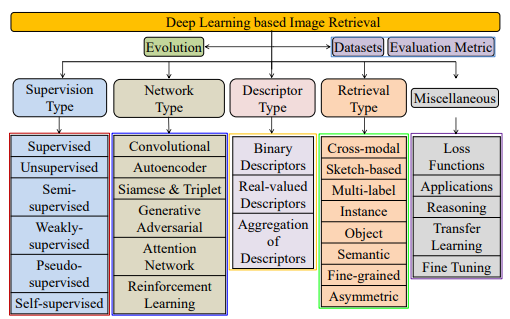 Deep Learning based Image Retrieval
Evolution
Datasets
Evaluation Metric
Supervision
Type
Network
Type
Descriptor
Type
Retrieval
Type
Miscellaneous
Supervised
Unsupervised
Semi-
supervised
Weakly-
supervised
Pseudo-
supervised
Self-supervised
Convolutional
Autoencoder
Siamese & Triplet
Generative
Adversarial
Attention
Network
Reinforcement
Learning
Binary
Descriptors
Real-valued
Descriptors
Aggregation
of
Descriptors
Cross-modal
Sketch-based
Multi-label
Instance
Object
Semantic
Fine-grained
Asymmetric
Loss
Functions
Applications
Reasoning
Transfer
Learning
Fine Tuning